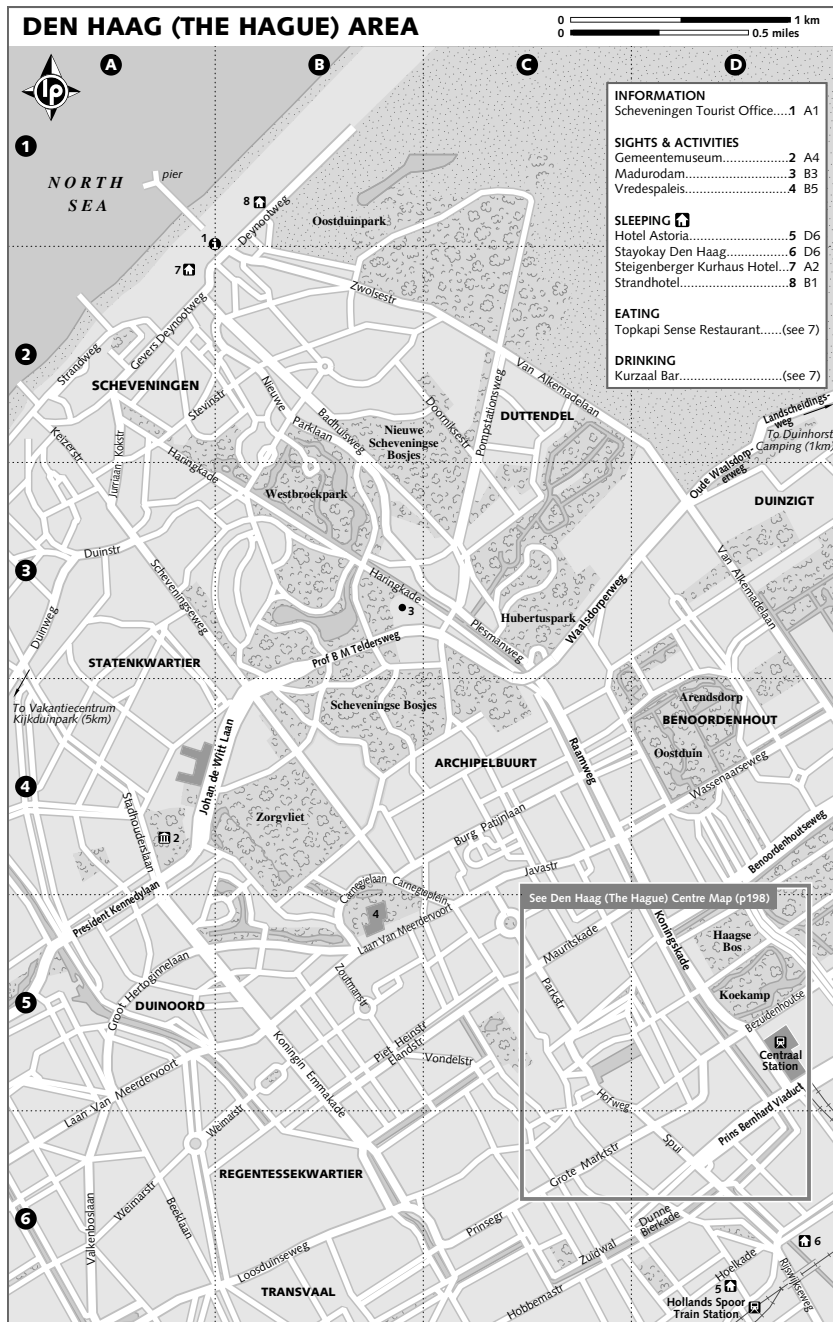 DEN HAAG (THE HAGUE) AREA
0 1 km
0 0.5 miles
lp
A
B
C
D
INFORMATION
Scheveningen Tourist Office.....1 A1
SIGHTS & ACTIVITIES
Gemeentemuseum..................2 A4
Madurodam............................3 B3
Vredespaleis............................4 B5
SLEEPING
Hotel Astoria...........................5 D6
Stayokay Den Haag................6 D6
Steigenberger Kurhaus Hotel...7 A2
Strandhotel..............................8 B1
EATING
Topkapi Sense Restaurant......(see 7)
DRINKING
Kurzaal Bar............................(see 7)
1
NORTH
SEA
pier
8
Deynootweg
Oostduinpark
1
7
Zwolsestr
Gevers Deynootweg
2
Strandweg
SCHEVENINGEN
Van Alkemadelaan
Pompstationsweg
Doorniksestr
DUTTENDEL
Landscheidings-
weg
To Duinhorst
Camping (1km)
Stevinstr
Nieuwe
Parklaan
Badhuisweg
Nieuwe
Scheveningse
Bosjes
Keizerstr
Jurriaan Kokstr
Haringkade
Oude Waalsdorp-
erweg
Westbroekpark
DUINZIGT
3
Duinstr
Scheveningseweg
Haringkade
3
Van Alkemadelaan
Duinweg
Hubertuspark
Waalsdorperweg
Plesmanweg
Prof B M Teldersweg
STATENKWARTIER
To Vakantiecentrum
Kijkduinpark (5km)
Scheveningse Bosjes
Arendsdorp
BENOORDENHOUT
Oostduin
Johan de Witt Laan
ARCHIPELBUURT
Raamweg
Wassenaarseweg
4
Stadhouderslaan
2
Zorgvliet
Burg Patijnlaan
Javastr
Benoordenhoutseweg
President Kennedylaan
Carnegielaan
Carnegieplein
4
Laan Van Meerdervoort
See Den Haag (The Hague) Centre Map (p198)
Mauritskade
Koningskade
Haagse
Bos
Groot Hertoginnelaan
Zoutmanstr
Parkstr
Koekamp
5
DUINOORD
Bezuidenhoutse
Piet Heinstr
Elandstr
Vondelstr
Centraal
Station
Koningin Emmakade
Laan Van Meerdervoort
Weimarstr
Hofweg
Prins Bernhard Viaduct
Spui
Grote Marktstr
REGENTESSEKWARTIER
6
Valkenboslaan
Weimarstr
Beeklaan
Prinsegr
Dunne
Bierkade
6
Zuidwal
Loosduinseweg
Hoelkade
Rijswijkseweg
5
TRANSVAAL
Hobbemastr
Hollands Spoor
Train Station